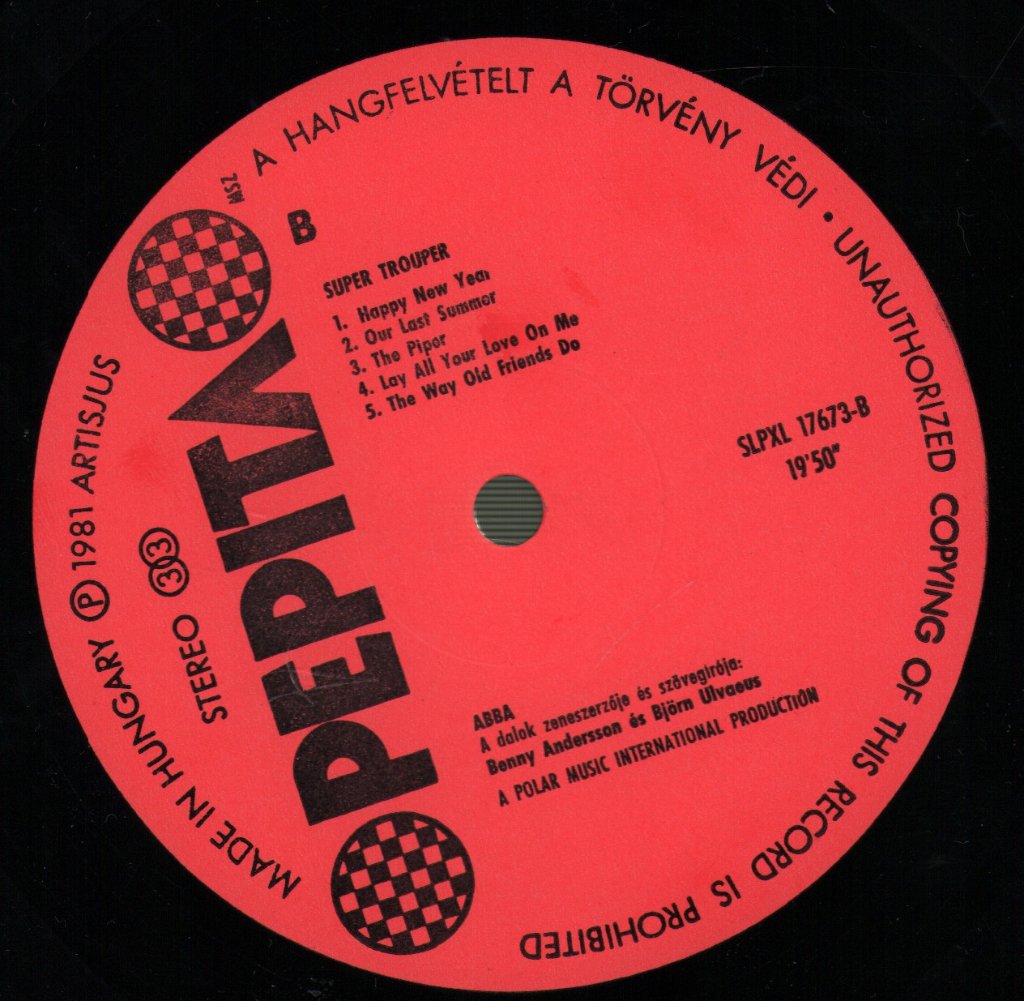 A HANGFELVÉTELT A TÖRVÉNY VÉDI • UNAUTHORIZED COPYING OF THIS RECORD IS PROHIBITED
MADE IN HUNGARY Ⓟ 1981 ARTISJUS
MSZ
PEPITA
STEREO 33
B
SUPER TROUPER
1. Happy New Year
2. Our Last Summer
3. The Piper
4. Lay All Your Love On Me
5. The Way Old Friends Do
SLPXL 17673-B
19'50"
ABBA
A dalok zeneszerzője és szövegirója:
Benny Andersson és Björn Ulvaeus
A POLAR MUSIC INTERNATIONAL PRODUCTION